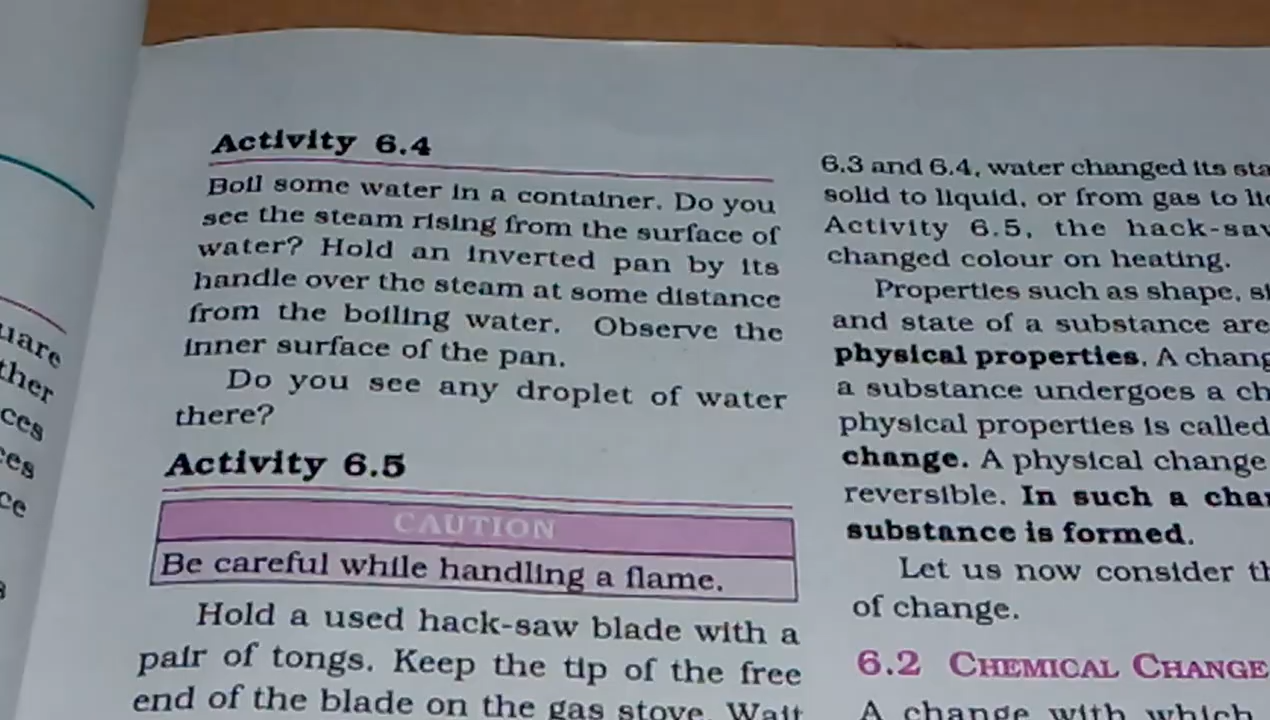 uare
ther
ces
ces
ce
Activity 6.4
Boil some water in a container. Do you
see the steam rising from the surface of
water? Hold an inverted pan by its
handle over the steam at some distance
from the boiling water. Observe the
inner surface of the pan.
Do you see any droplet of water
there?
Activity 6.5
CAUTION
Be careful while handling a flame.
Hold a used hack-saw blade with a
pair of tongs. Keep the tip of the free
end of the blade on the gas stove. Wait
6.3 and 6.4, water changed its sta
solid to liquid, or from gas to
Activity 6.5, the hack-saw
changed colour on heating.
Properties such as shape,
and state of a substance are
physical properties. A chang
a substance undergoes a ch
physical properties is called
change. A physical change
reversible. In such a
substance is formed.
Let us now consider
of change.
6.2 CHEMICAL CHANGE
A change with which